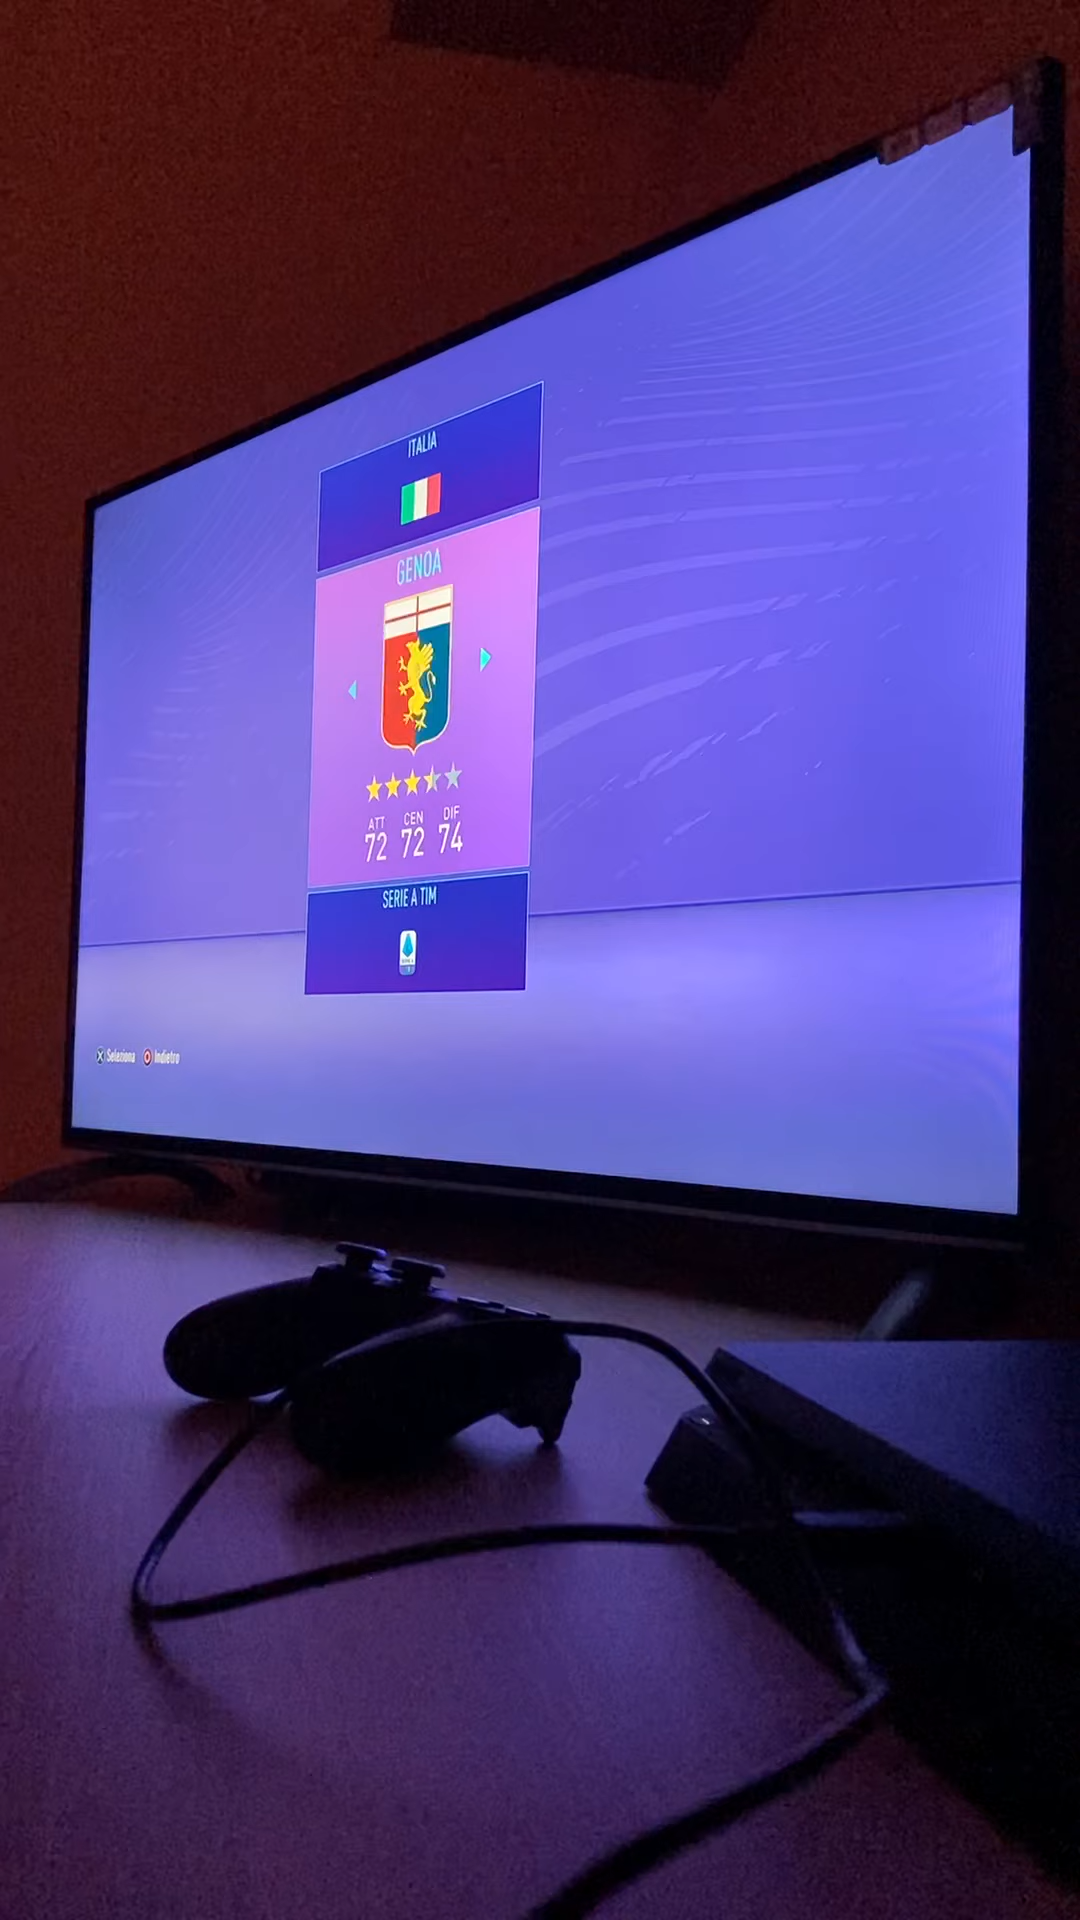 ITALIA
GENOA
ATT CEN DIF
72 72 74
SERIE A TIM
Seleziona Indietro